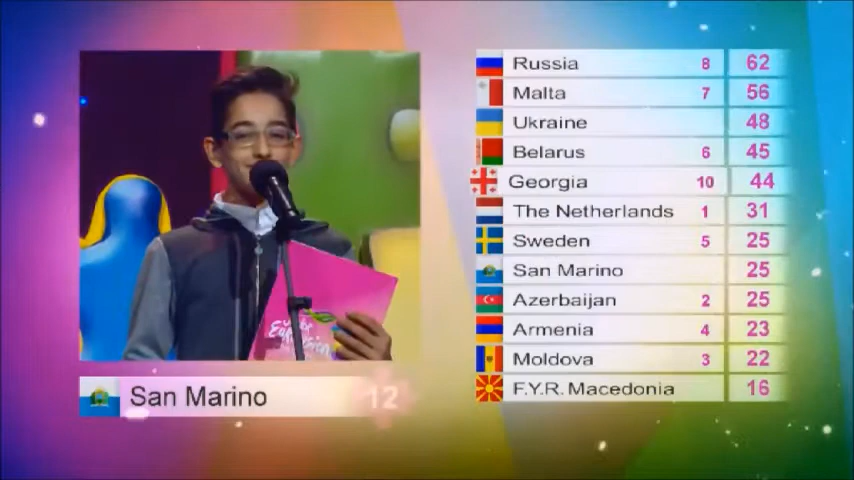 Russia 8 62
Malta 7 56
Ukraine 48
Belarus 6 45
Georgia 10 44
The Netherlands 1 31
Sweden 5 25
San Marino 25
Azerbaijan 2 25
Armenia 4 23
Moldova 3 22
F.Y.R. Macedonia 16
San Marino 12